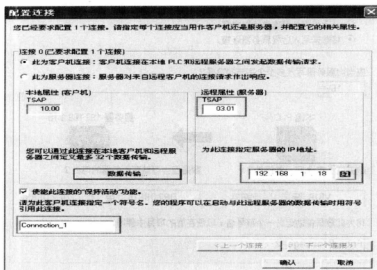 配置连接
您已经要求配置 1 个连接。请指定每个连接应当用作客户机还是服务器，并配置它的相关属性。
连接 0 (已要求配置 1 个连接)
此为客户机连接：客户机连接在本地 PLC 和远程服务器之间发起数据传输请求。
此为服务器连接：服务器对来自远程客户机的连接请求作出响应。
本地属性 (客户机)
TSAP
10.00
远程属性 (服务器)
TSAP
03.01
您可以通过此连接在本地客户机和远程服务器之间定义最多 32 个数据传输。
数据传输
为此连接指定服务器的 IP 地址。
192 168 1 18
使能此连接的“保持活动”功能。
请为此客户机连接指定一个符号名。您的程序可以在启动与此远程服务器的数据传输时用符号引用此连接。
Connection_1
上一个连接
下一个连接
确认
取消